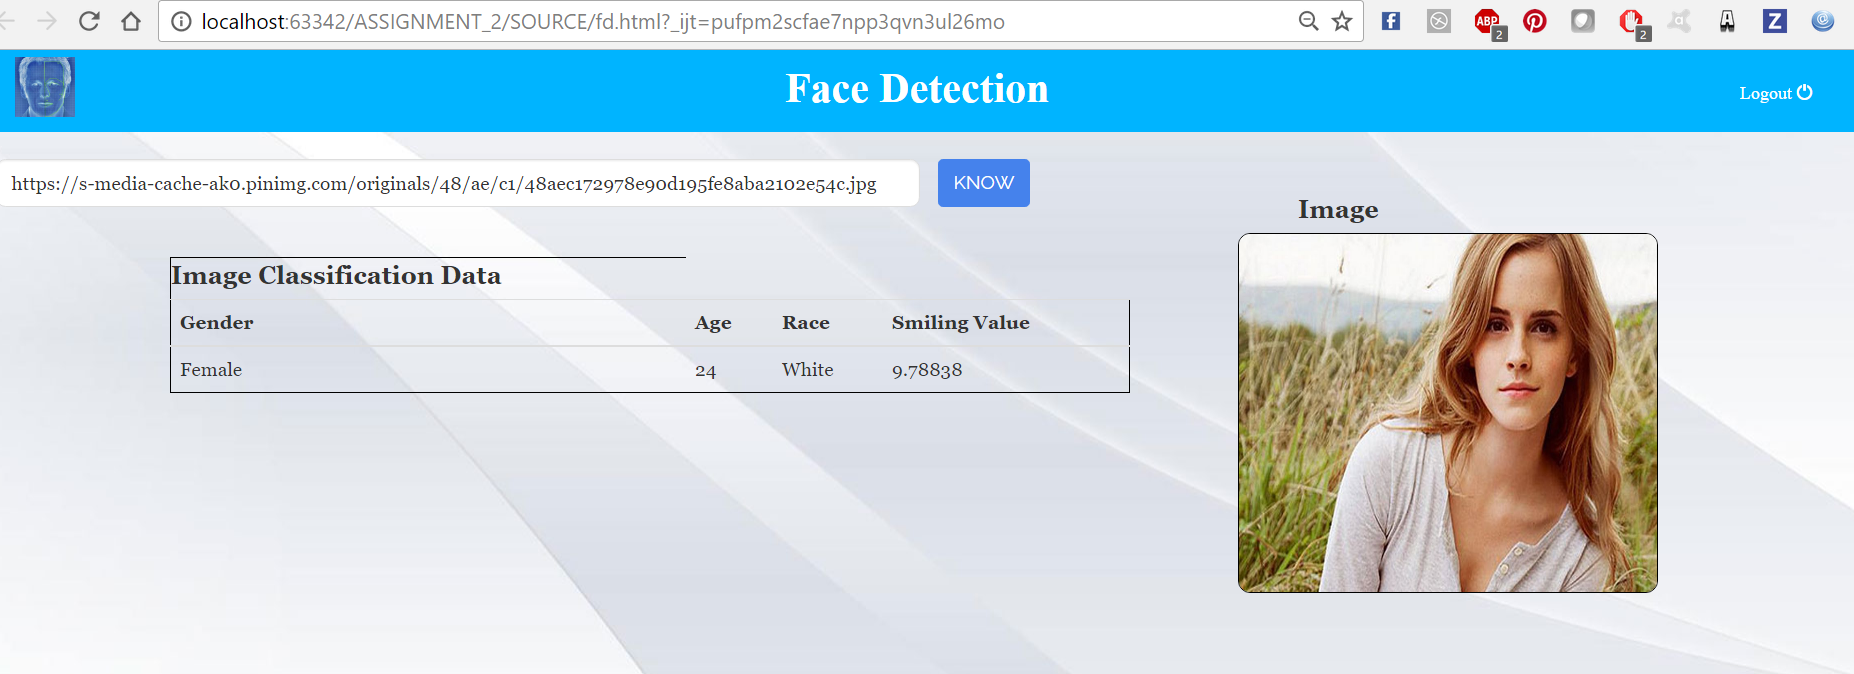 localhost:63342/ASSIGNMENT_2/SOURCE/fd.html?_ijt=pufpm2scfae7npp3qvn3ul26mo
ABP
2
2
a
A
Z
@
Face Detection
Logout
https://s-media-cache-ak0.pinimg.com/originals/48/ae/c1/48aec172978e90d195fe8aba2102e54c.jpg
KNOW
Image
Image Classification Data
Gender Age Race Smiling Value
Female 24 White 9.78838